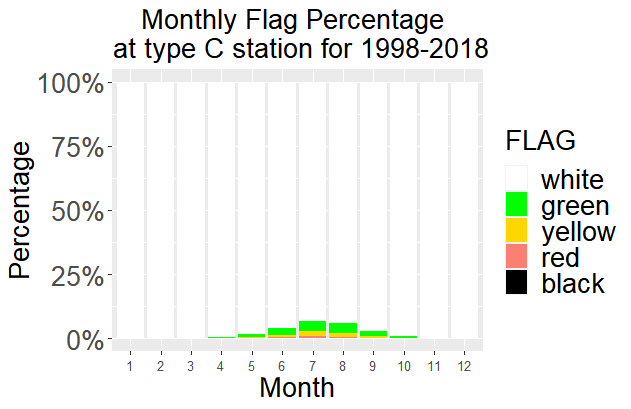 Monthly Flag Percentage
at type C station for 1998-2018
100%
75%
50%
25%
0%
Percentage
1 2 3 4 5 6 7 8 9 10 11 12
Month
FLAG
white
green
yellow
red
black